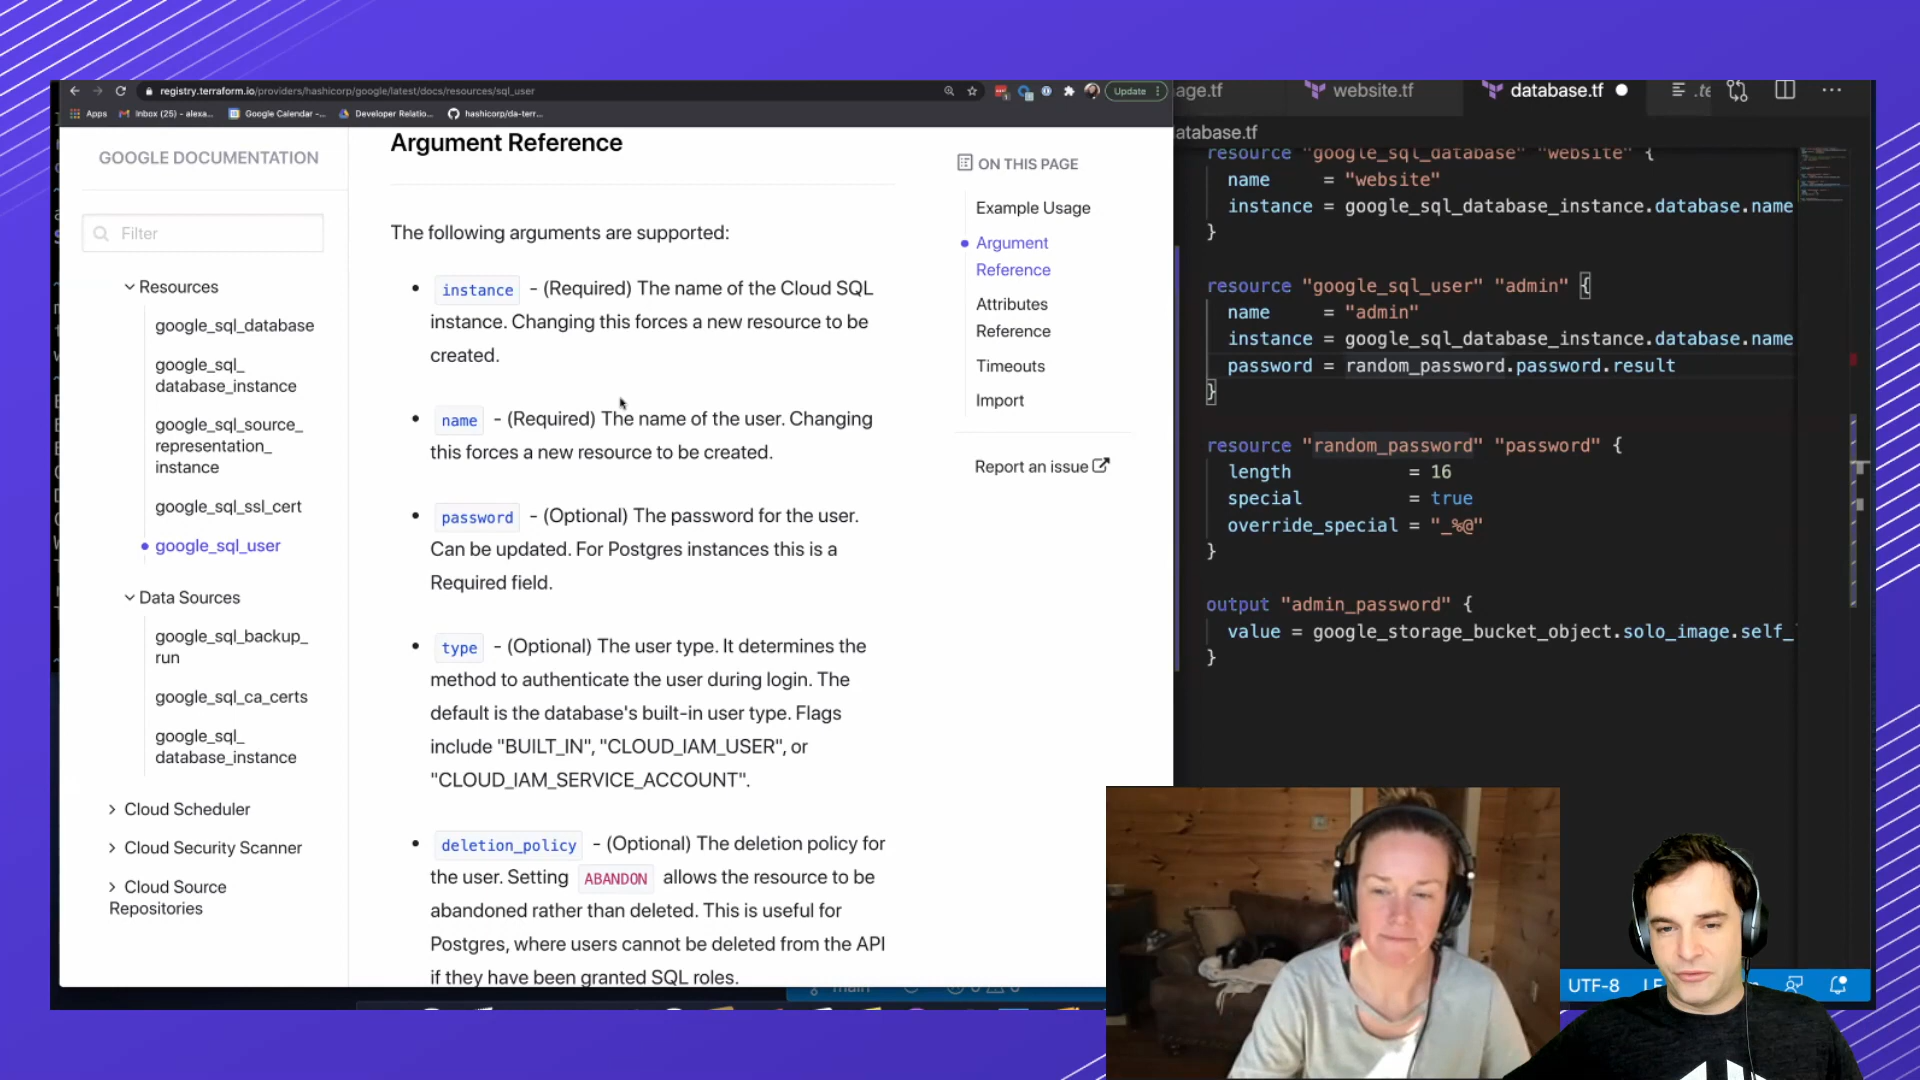 registry.terraform.io/providers/hashicorp/google/latest/docs/resources/sql_user
Update
Apps
Inbox (25) - alexa...
Google Calendar -...
Developer Relatio...
hashicorp/da-terr...
GOOGLE DOCUMENTATION
Filter
Resources
google_sql_database
google_sql_
database_instance
google_sql_source_
representation_
instance
google_sql_ssl_cert
google_sql_user
Data Sources
google_sql_backup_
run
google_sql_ca_certs
google_sql_
database_instance
Cloud Scheduler
Cloud Security Scanner
Cloud Source
Repositories
Argument Reference
The following arguments are supported:
instance - (Required) The name of the Cloud SQL
instance. Changing this forces a new resource to be
created.
name - (Required) The name of the user. Changing
this forces a new resource to be created.
password - (Optional) The password for the user.
Can be updated. For Postgres instances this is a
Required field.
type - (Optional) The user type. It determines the
method to authenticate the user during login. The
default is the database's built-in user type. Flags
include "BUILT_IN", "CLOUD_IAM_USER", or
"CLOUD_IAM_SERVICE_ACCOUNT".
deletion_policy - (Optional) The deletion policy for
the user. Setting ABANDON allows the resource to be
abandoned rather than deleted. This is useful for
Postgres, where users cannot be deleted from the API
if they have been granted SQL roles.
ON THIS PAGE
Example Usage
Argument
Reference
Attributes
Reference
Timeouts
Import
Report an issue
age.tf
website.tf
database.tf
.te
atabase.tf
resource "google_sql_database" "website" {
name = "website"
instance = google_sql_database_instance.database.name
}
resource "google_sql_user" "admin" {
name = "admin"
instance = google_sql_database_instance.database.name
password = random_password.password.result
}
resource "random_password" "password" {
length = 16
special = true
override_special = "_%@"
}
output "admin_password" {
value = google_storage_bucket_object.solo_image.self_
}
main
UTF-8